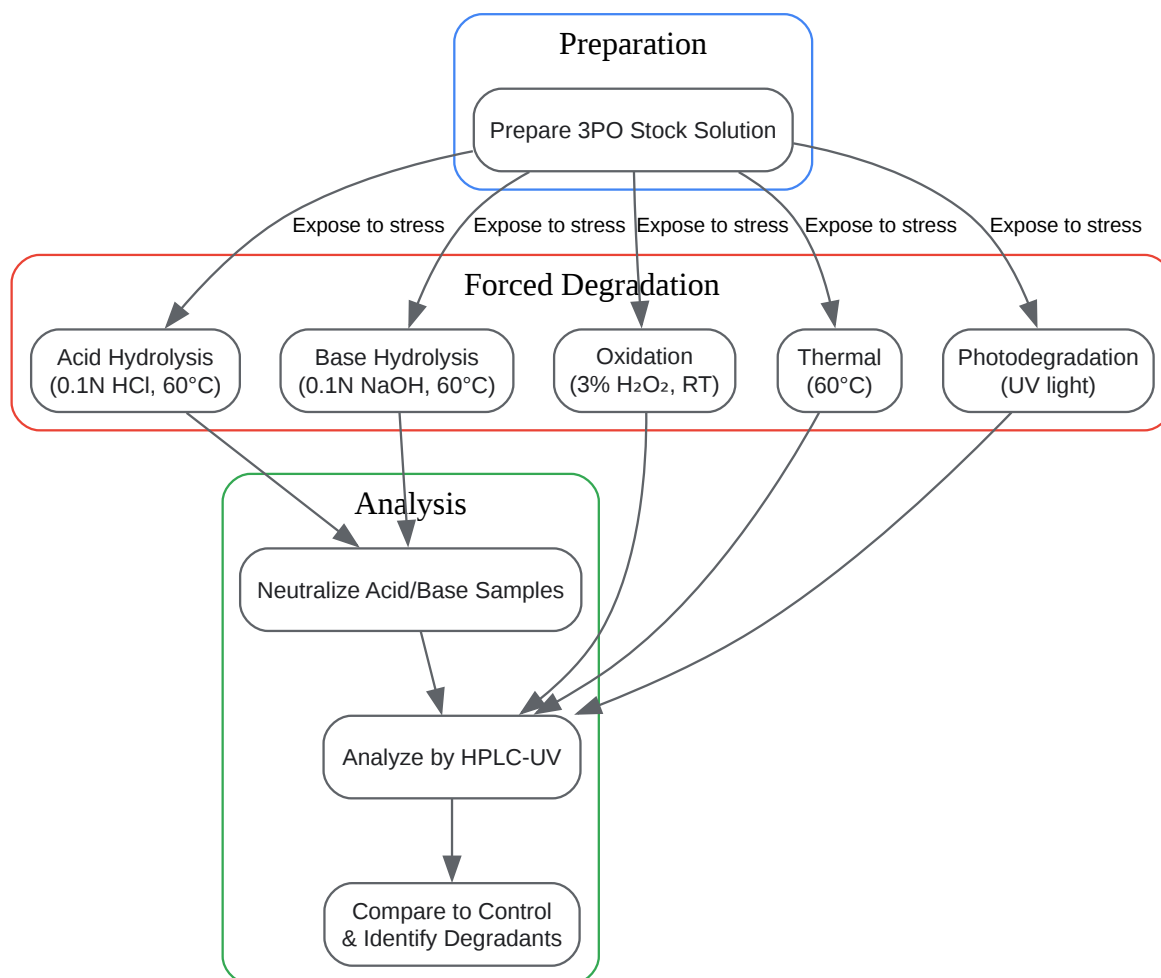 Preparation
Prepare 3PO Stock Solution
Expose to stress
Expose to stress
Expose to stress
Expose to stress
Expose to stress
Forced Degradation
Acid Hydrolysis
(0.1N HCl, 60°C)
Base Hydrolysis
(0.1N NaOH, 60°C)
Oxidation
(3% H₂O₂, RT)
Thermal
(60°C)
Photodegradation
(UV light)
Analysis
Neutralize Acid/Base Samples
Analyze by HPLC-UV
Compare to Control
& Identify Degradants